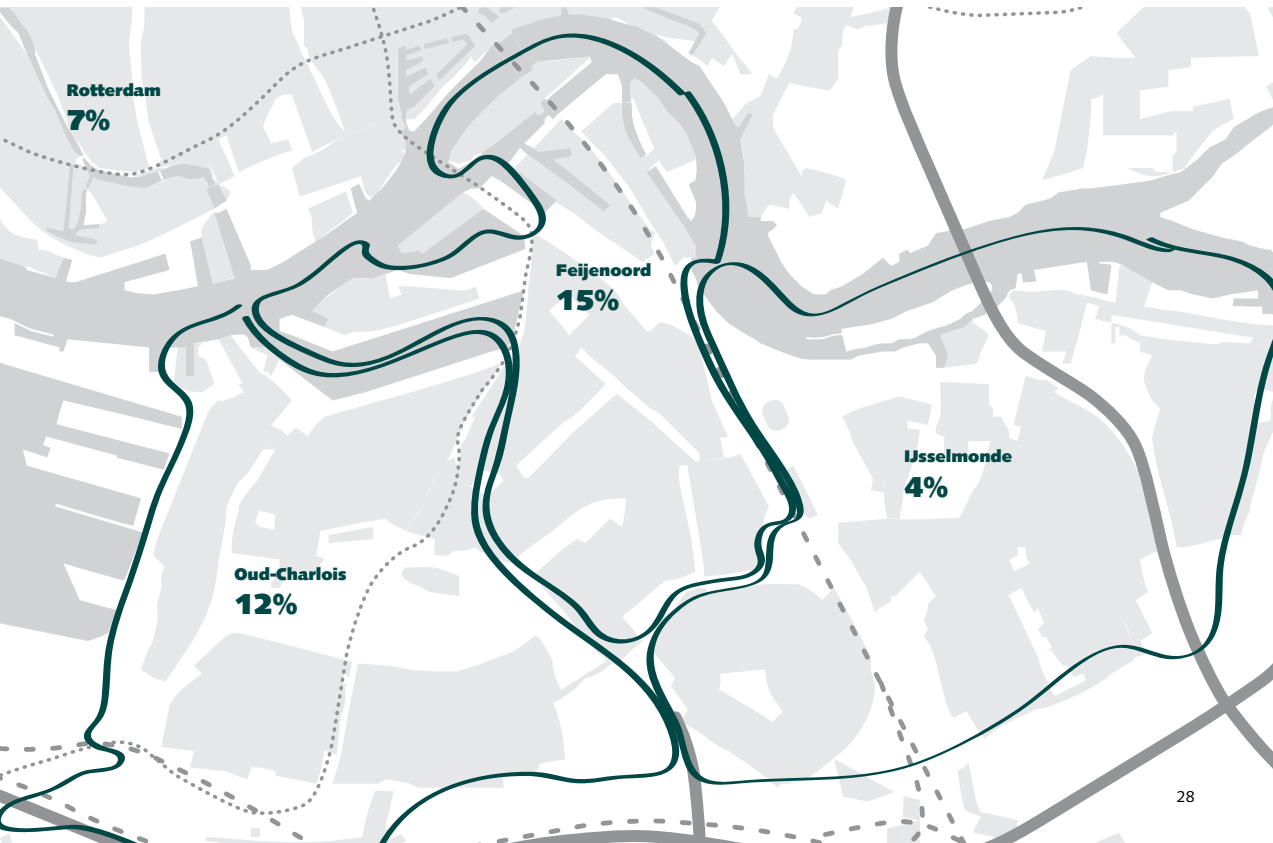 Rotterdam
7%
Feijenoord
15%
IJsselmonde
4%
Oud-Charlois
12%
28